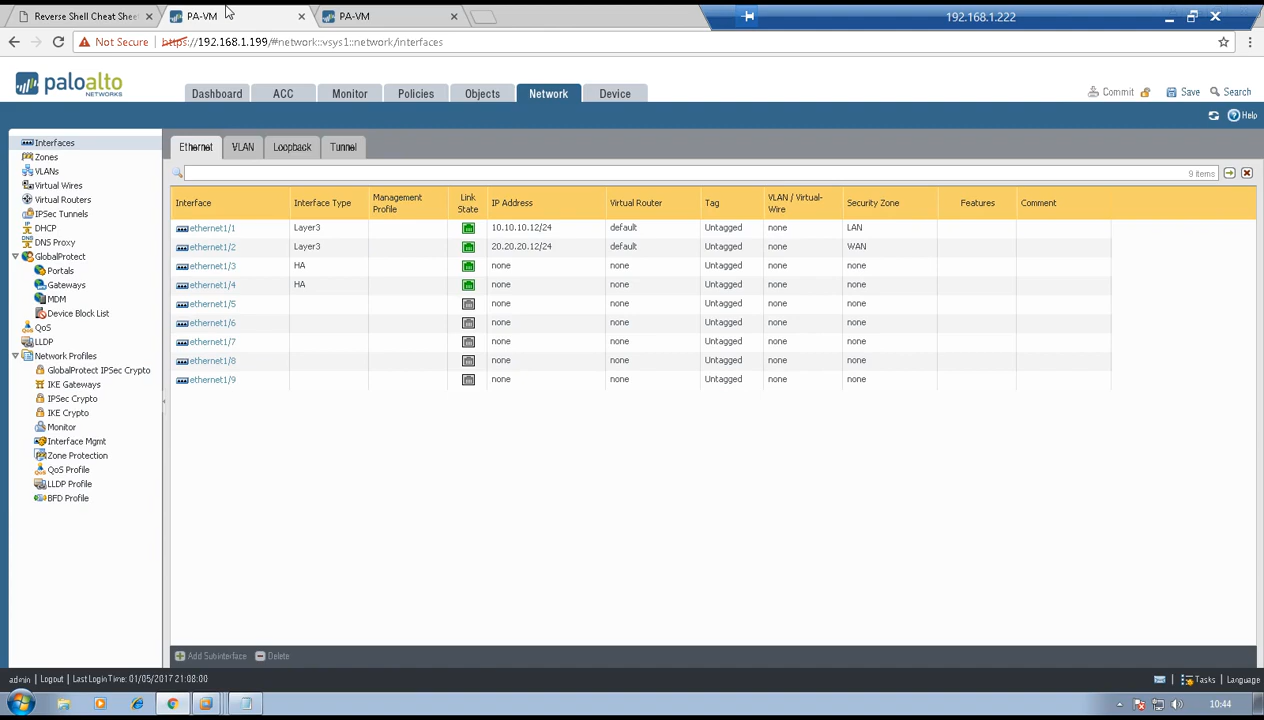 Reverse Shell Cheat Shee
PA-VM
PA-VM
192.168.1.222
Not Secure
https://192.168.1.199/#network::vsys1::network/interfaces
paloalto
NETWORKS
Dashboard ACC Monitor Policies Objects Network Device
Commit Save Search
Help
Interfaces
Zones
VLANs
Virtual Wires
Virtual Routers
IPSec Tunnels
DHCP
DNS Proxy
GlobalProtect
Portals
Gateways
MDM
Device Block List
QoS
LLDP
Network Profiles
GlobalProtect IPSec Crypto
IKE Gateways
IPSec Crypto
IKE Crypto
Monitor
Interface Mgmt
Zone Protection
QoS Profile
LLDP Profile
BFD Profile
Ethernet VLAN Loopback Tunnel
9 items
Interface Interface Type Management Profile Link State IP Address Virtual Router Tag VLAN / Virtual-Wire Security Zone Features Comment
ethernet1/1 Layer3 10.10.10.12/24 default Untagged none LAN
ethernet1/2 Layer3 20.20.20.12/24 default Untagged none WAN
ethernet1/3 HA none none Untagged none none
ethernet1/4 HA none none Untagged none none
ethernet1/5 none none Untagged none none
ethernet1/6 none none Untagged none none
ethernet1/7 none none Untagged none none
ethernet1/8 none none Untagged none none
ethernet1/9 none none Untagged none none
Add Subinterface Delete
admin | Logout | Last Login Time: 01/05/2017 21:08:00
Tasks | Language
10:44